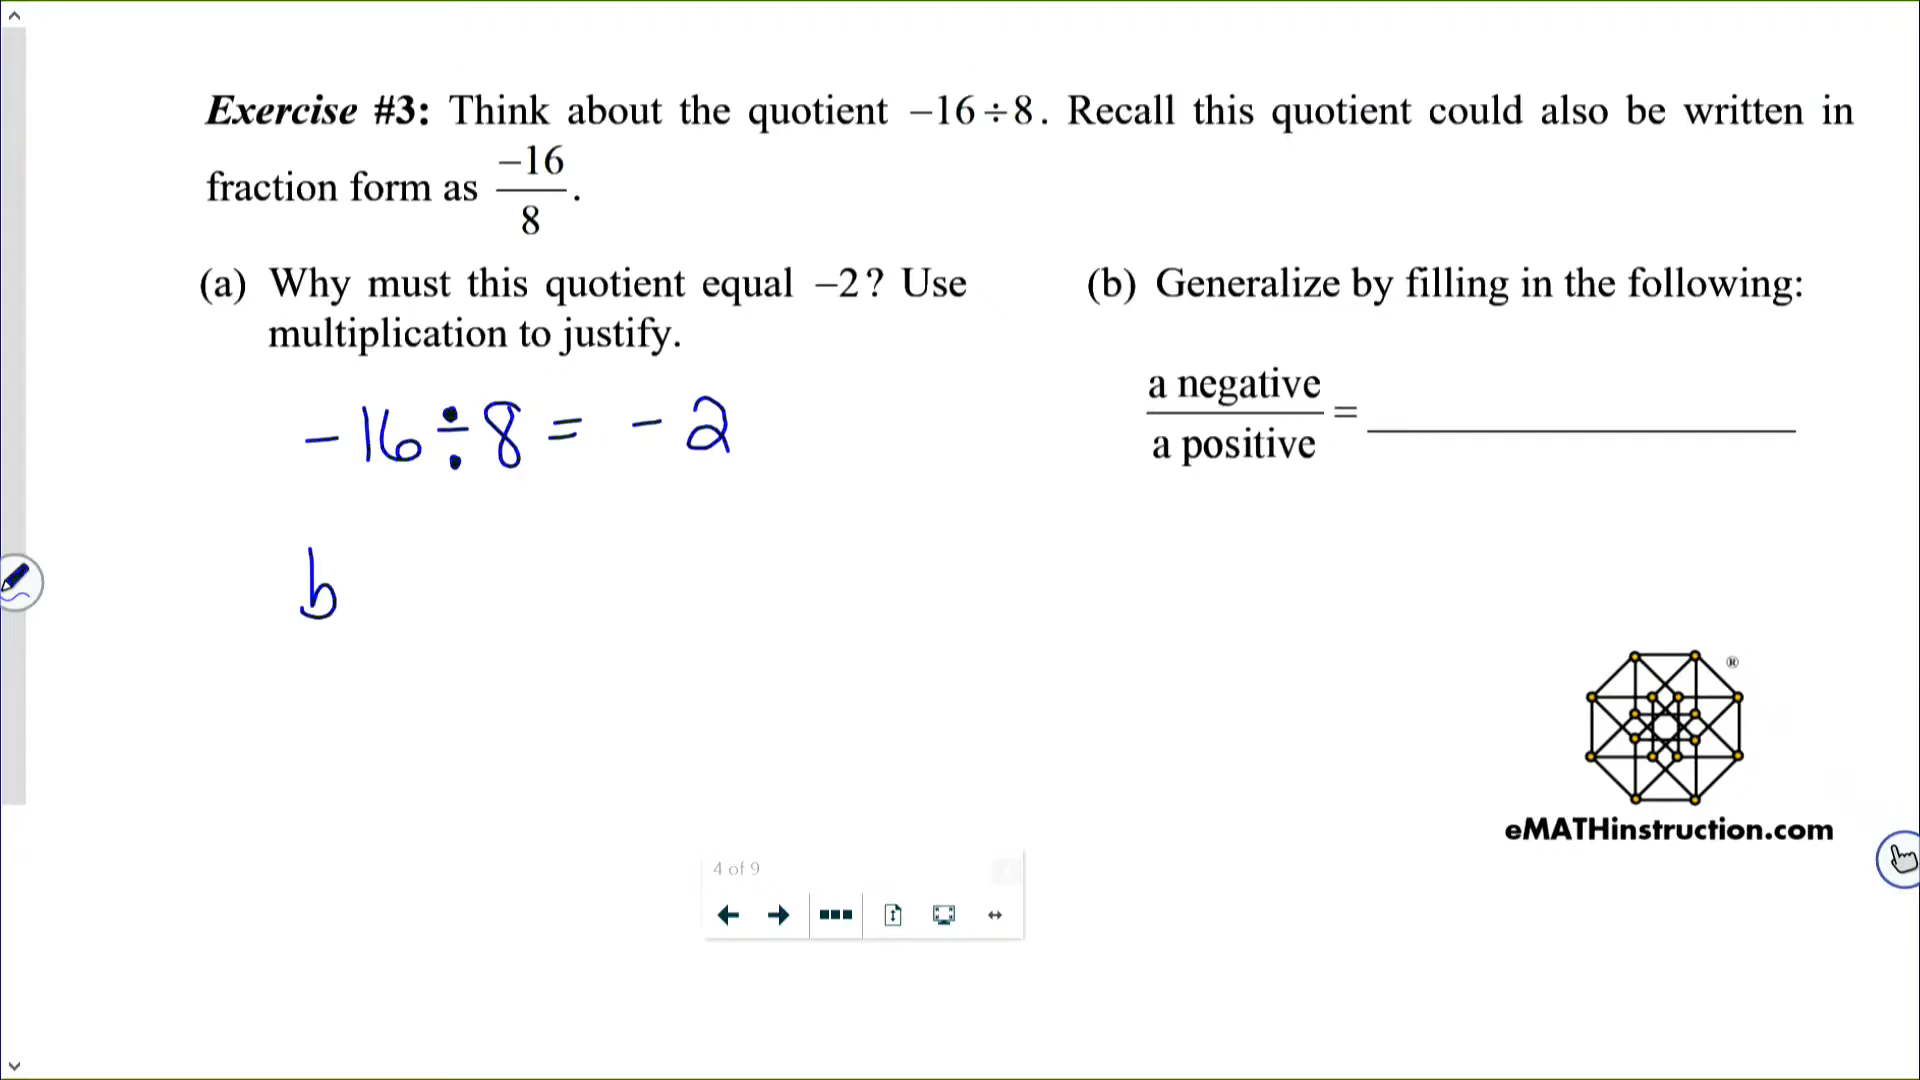 Exercise #3: Think about the quotient −16÷8. Recall this quotient could also be written in
fraction form as −16/8.
(a) Why must this quotient equal −2? Use
multiplication to justify.
−16÷8 = −2
b
(b) Generalize by filling in the following:
a negative
a positive
= ____________________
®
eMATHinstruction.com
4 of 9